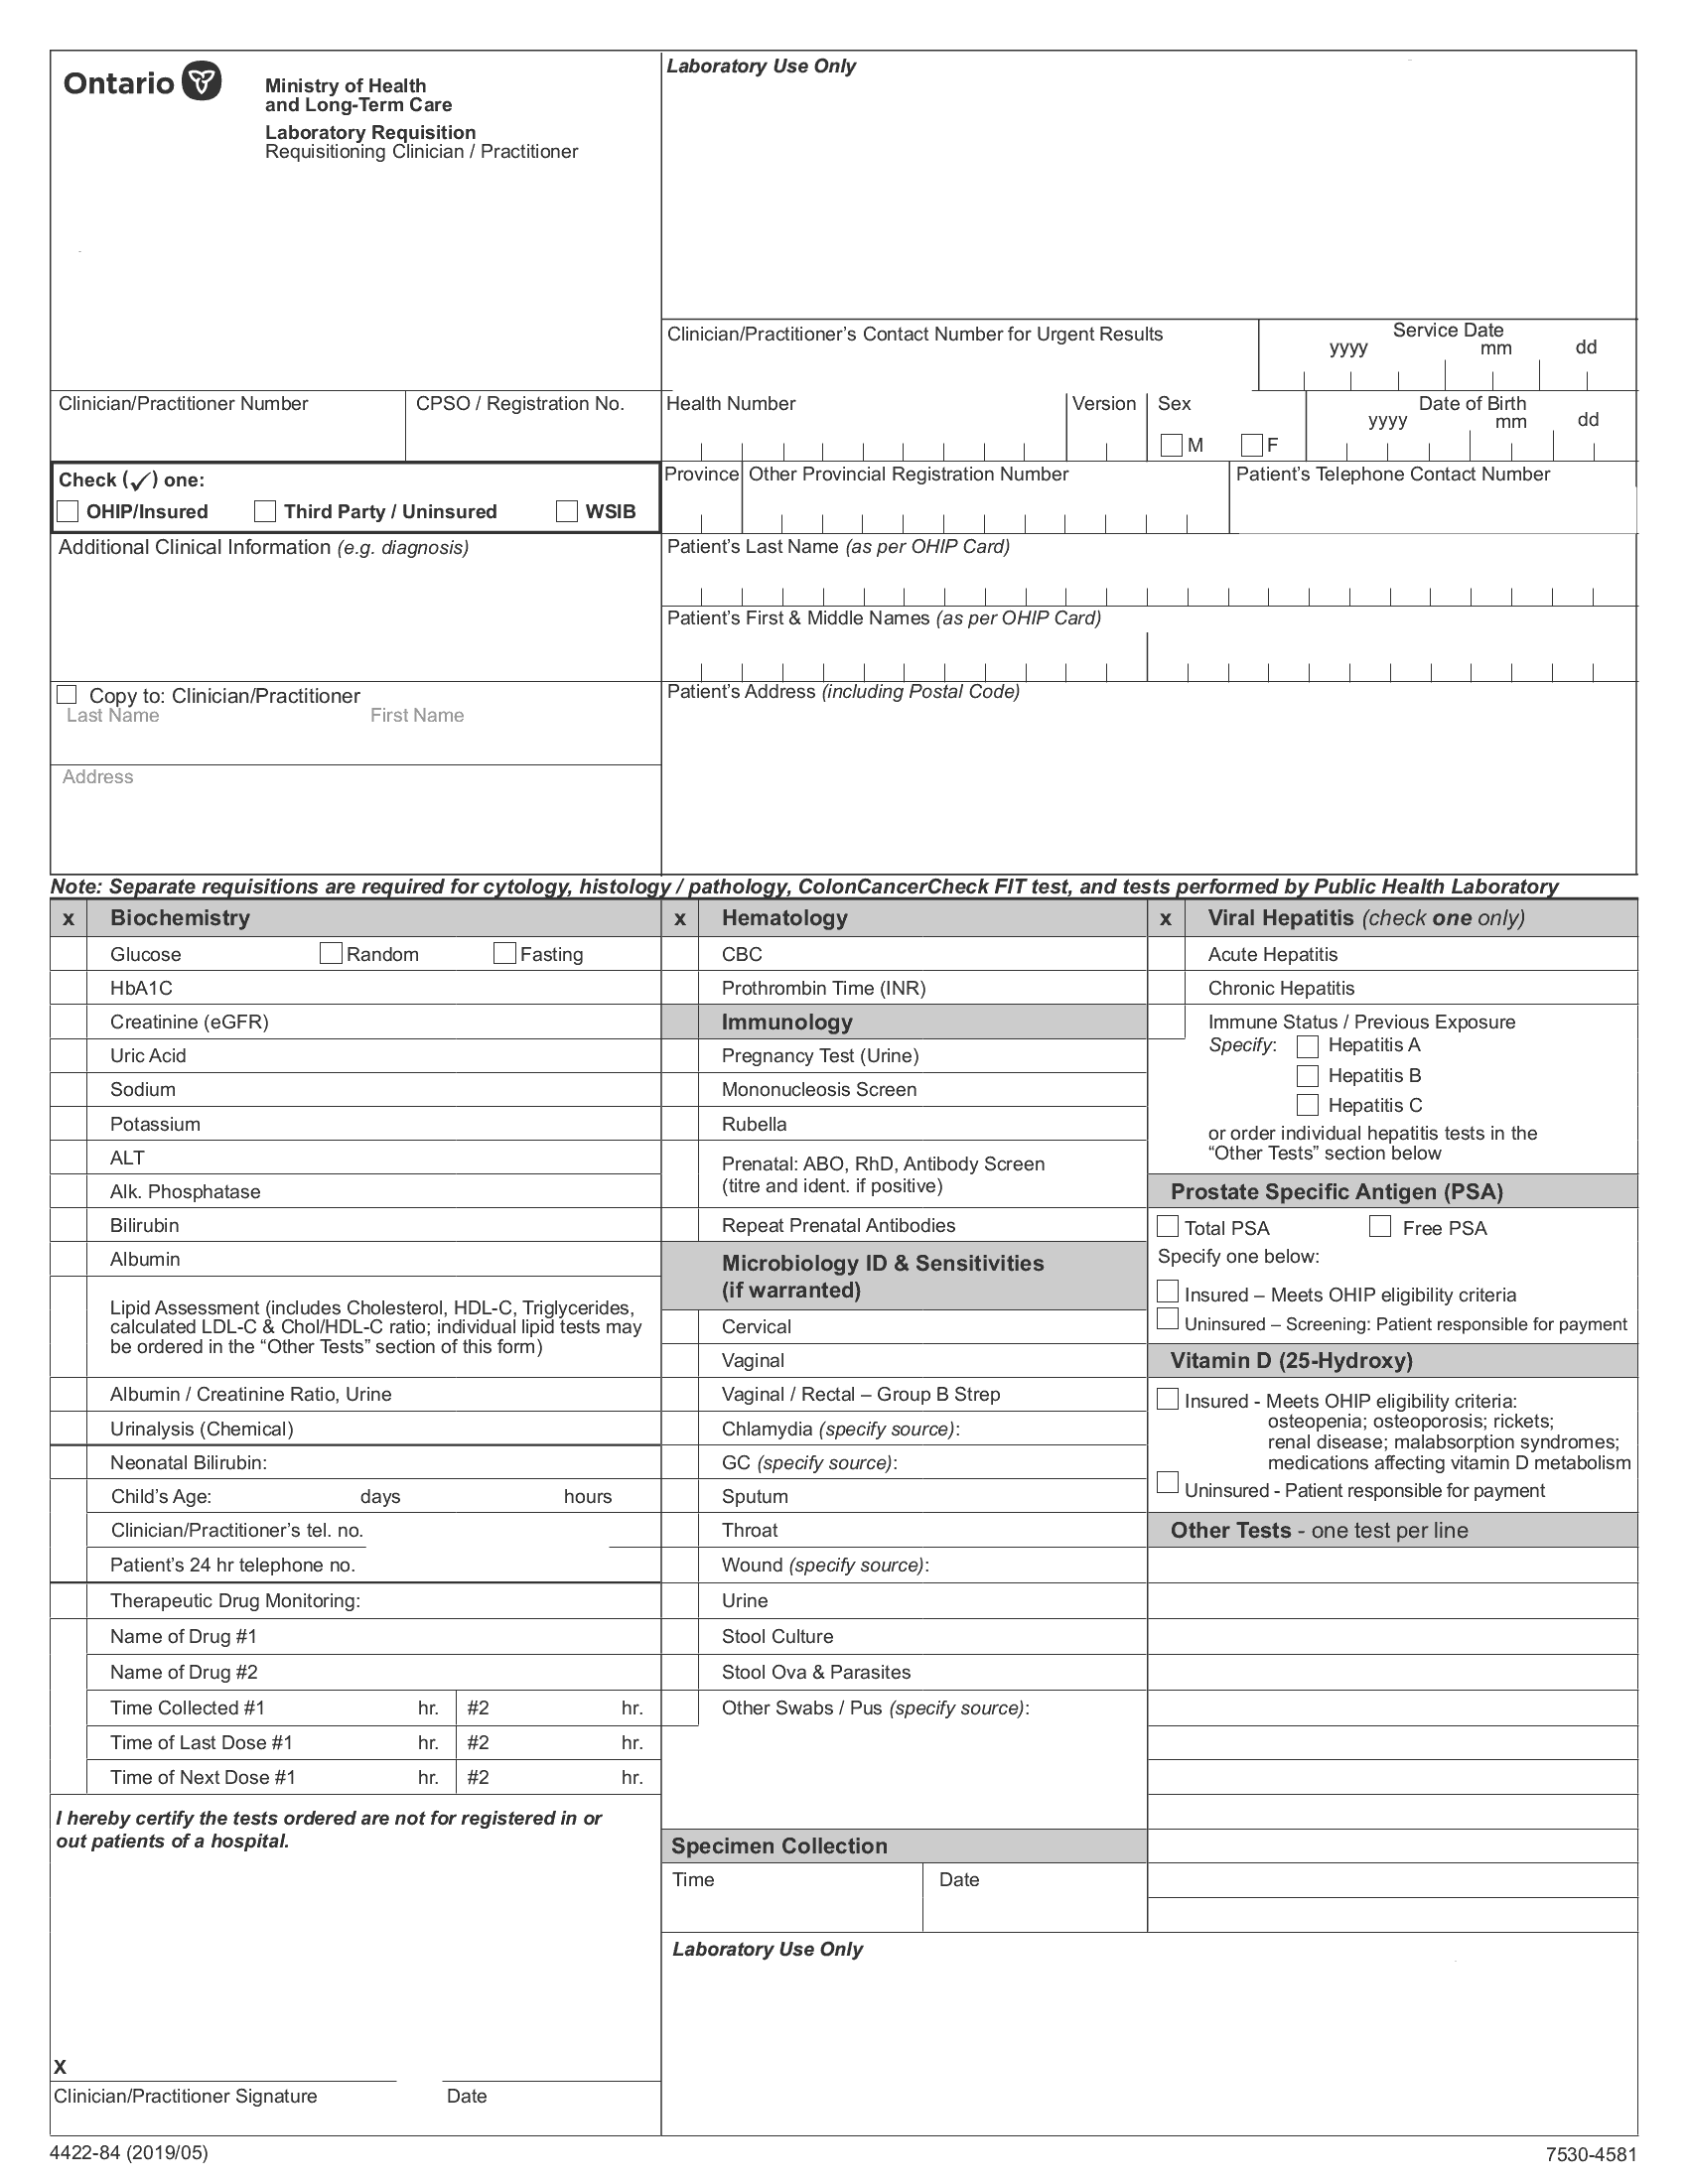 Ontario
Ministry of Health
and Long-Term Care
Laboratory Requisition
Requisitioning Clinician / Practitioner
Laboratory Use Only
Clinician/Practitioner's Contact Number for Urgent Results
Service Date
yyyy mm dd
Clinician/Practitioner Number
CPSO / Registration No.
Health Number
Version
Sex
M F
Date of Birth
yyyy mm dd
Check (✓) one:
OHIP/Insured Third Party / Uninsured WSIB
Province
Other Provincial Registration Number
Patient's Telephone Contact Number
Additional Clinical Information (e.g. diagnosis)
Patient's Last Name (as per OHIP Card)
Patient's First & Middle Names (as per OHIP Card)
Copy to: Clinician/Practitioner
Last Name First Name
Address
Patient's Address (including Postal Code)
Note: Separate requisitions are required for cytology, histology / pathology, ColonCancerCheck FIT test, and tests performed by Public Health Laboratory
x Biochemistry
Glucose Random Fasting
HbA1C
Creatinine (eGFR)
Uric Acid
Sodium
Potassium
ALT
Alk. Phosphatase
Bilirubin
Albumin
Lipid Assessment (includes Cholesterol, HDL-C, Triglycerides,
calculated LDL-C & Chol/HDL-C ratio; individual lipid tests may
be ordered in the “Other Tests” section of this form)
Albumin / Creatinine Ratio, Urine
Urinalysis (Chemical)
Neonatal Bilirubin:
Child's Age: days hours
Clinician/Practitioner's tel. no.
Patient's 24 hr telephone no.
Therapeutic Drug Monitoring:
Name of Drug #1
Name of Drug #2
Time Collected #1 hr. #2 hr.
Time of Last Dose #1 hr. #2 hr.
Time of Next Dose #1 hr. #2 hr.
I hereby certify the tests ordered are not for registered in or
out patients of a hospital.
X
Clinician/Practitioner Signature Date
x Hematology
CBC
Prothrombin Time (INR)
Immunology
Pregnancy Test (Urine)
Mononucleosis Screen
Rubella
Prenatal: ABO, RhD, Antibody Screen
(titre and ident. if positive)
Repeat Prenatal Antibodies
Microbiology ID & Sensitivities
(if warranted)
Cervical
Vaginal
Vaginal / Rectal – Group B Strep
Chlamydia (specify source):
GC (specify source):
Sputum
Throat
Wound (specify source):
Urine
Stool Culture
Stool Ova & Parasites
Other Swabs / Pus (specify source):
Specimen Collection
Time Date
Laboratory Use Only
x Viral Hepatitis (check one only)
Acute Hepatitis
Chronic Hepatitis
Immune Status / Previous Exposure
Specify: Hepatitis A
Hepatitis B
Hepatitis C
or order individual hepatitis tests in the
“Other Tests” section below
Prostate Specific Antigen (PSA)
Total PSA Free PSA
Specify one below:
Insured – Meets OHIP eligibility criteria
Uninsured – Screening: Patient responsible for payment
Vitamin D (25-Hydroxy)
Insured - Meets OHIP eligibility criteria:
osteopenia; osteoporosis; rickets;
renal disease; malabsorption syndromes;
medications affecting vitamin D metabolism
Uninsured - Patient responsible for payment
Other Tests - one test per line
4422-84 (2019/05)
7530-4581